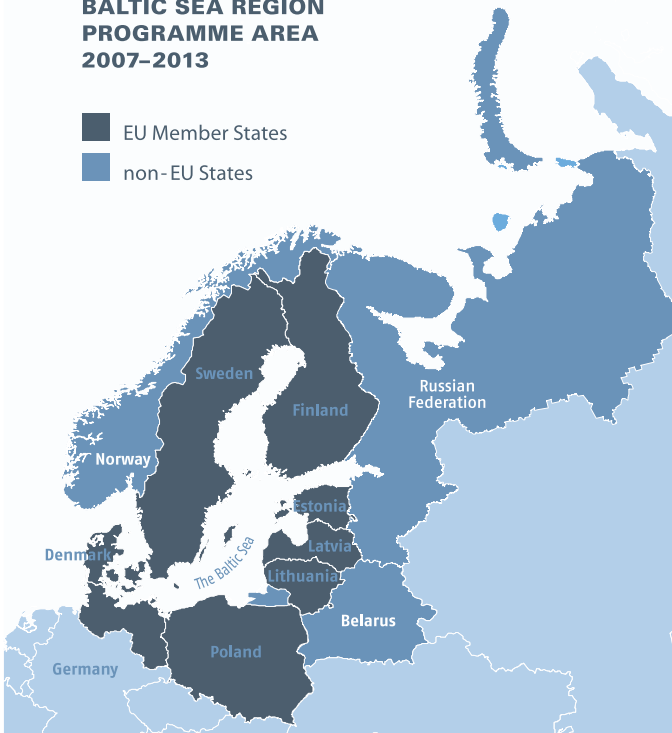 BALTIC SEA REGION
PROGRAMME AREA
2007–2013
EU Member States
non-EU States
Sweden
Finland
Russian
Federation
Norway
Estonia
Denmark
Latvia
The Baltic Sea
Lithuania
Belarus
Poland
Germany